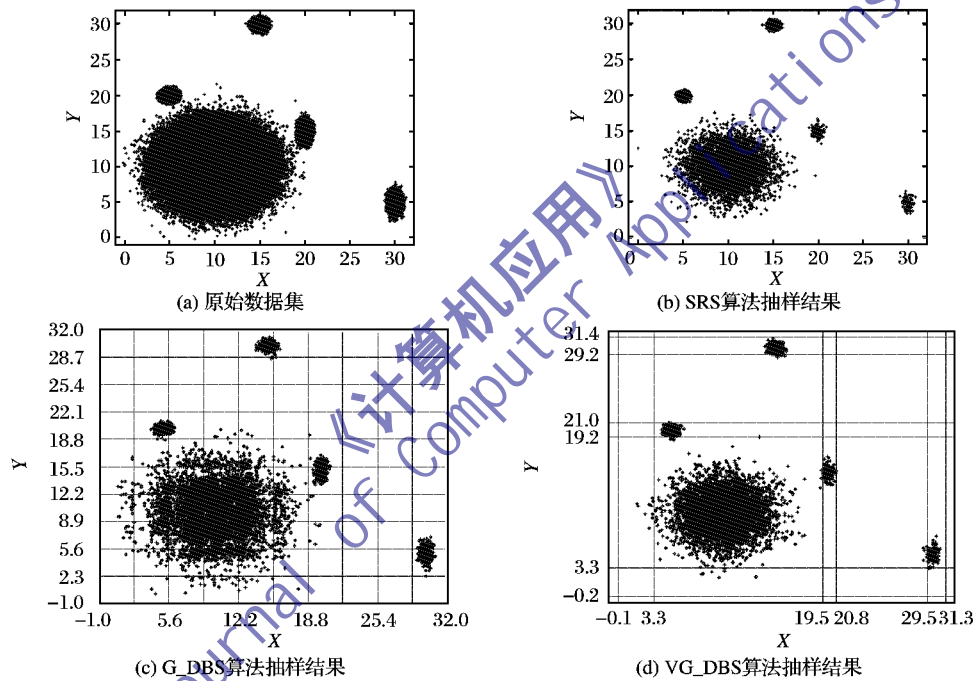 30
25
20
15
10
5
0
Y
0 5 10 15 20 25 30
X
(a) 原始数据集
30
25
20
15
10
5
0
Y
0 5 10 15 20 25 30
X
(b) SRS算法抽样结果
32.0
28.7
25.4
22.1
18.8
15.5
12.2
8.9
5.6
2.3
-1.0
Y
-1.0 5.6 12.2 18.8 25.4 32.0
X
(c) G_DBS算法抽样结果
31.4
29.2
21.0
19.2
3.3
-0.2
Y
-0.1 3.3 19.5 20.8 29.5 31.3
X
(d) VG_DBS算法抽样结果
《计算机应用》
Journal of Computer Applications